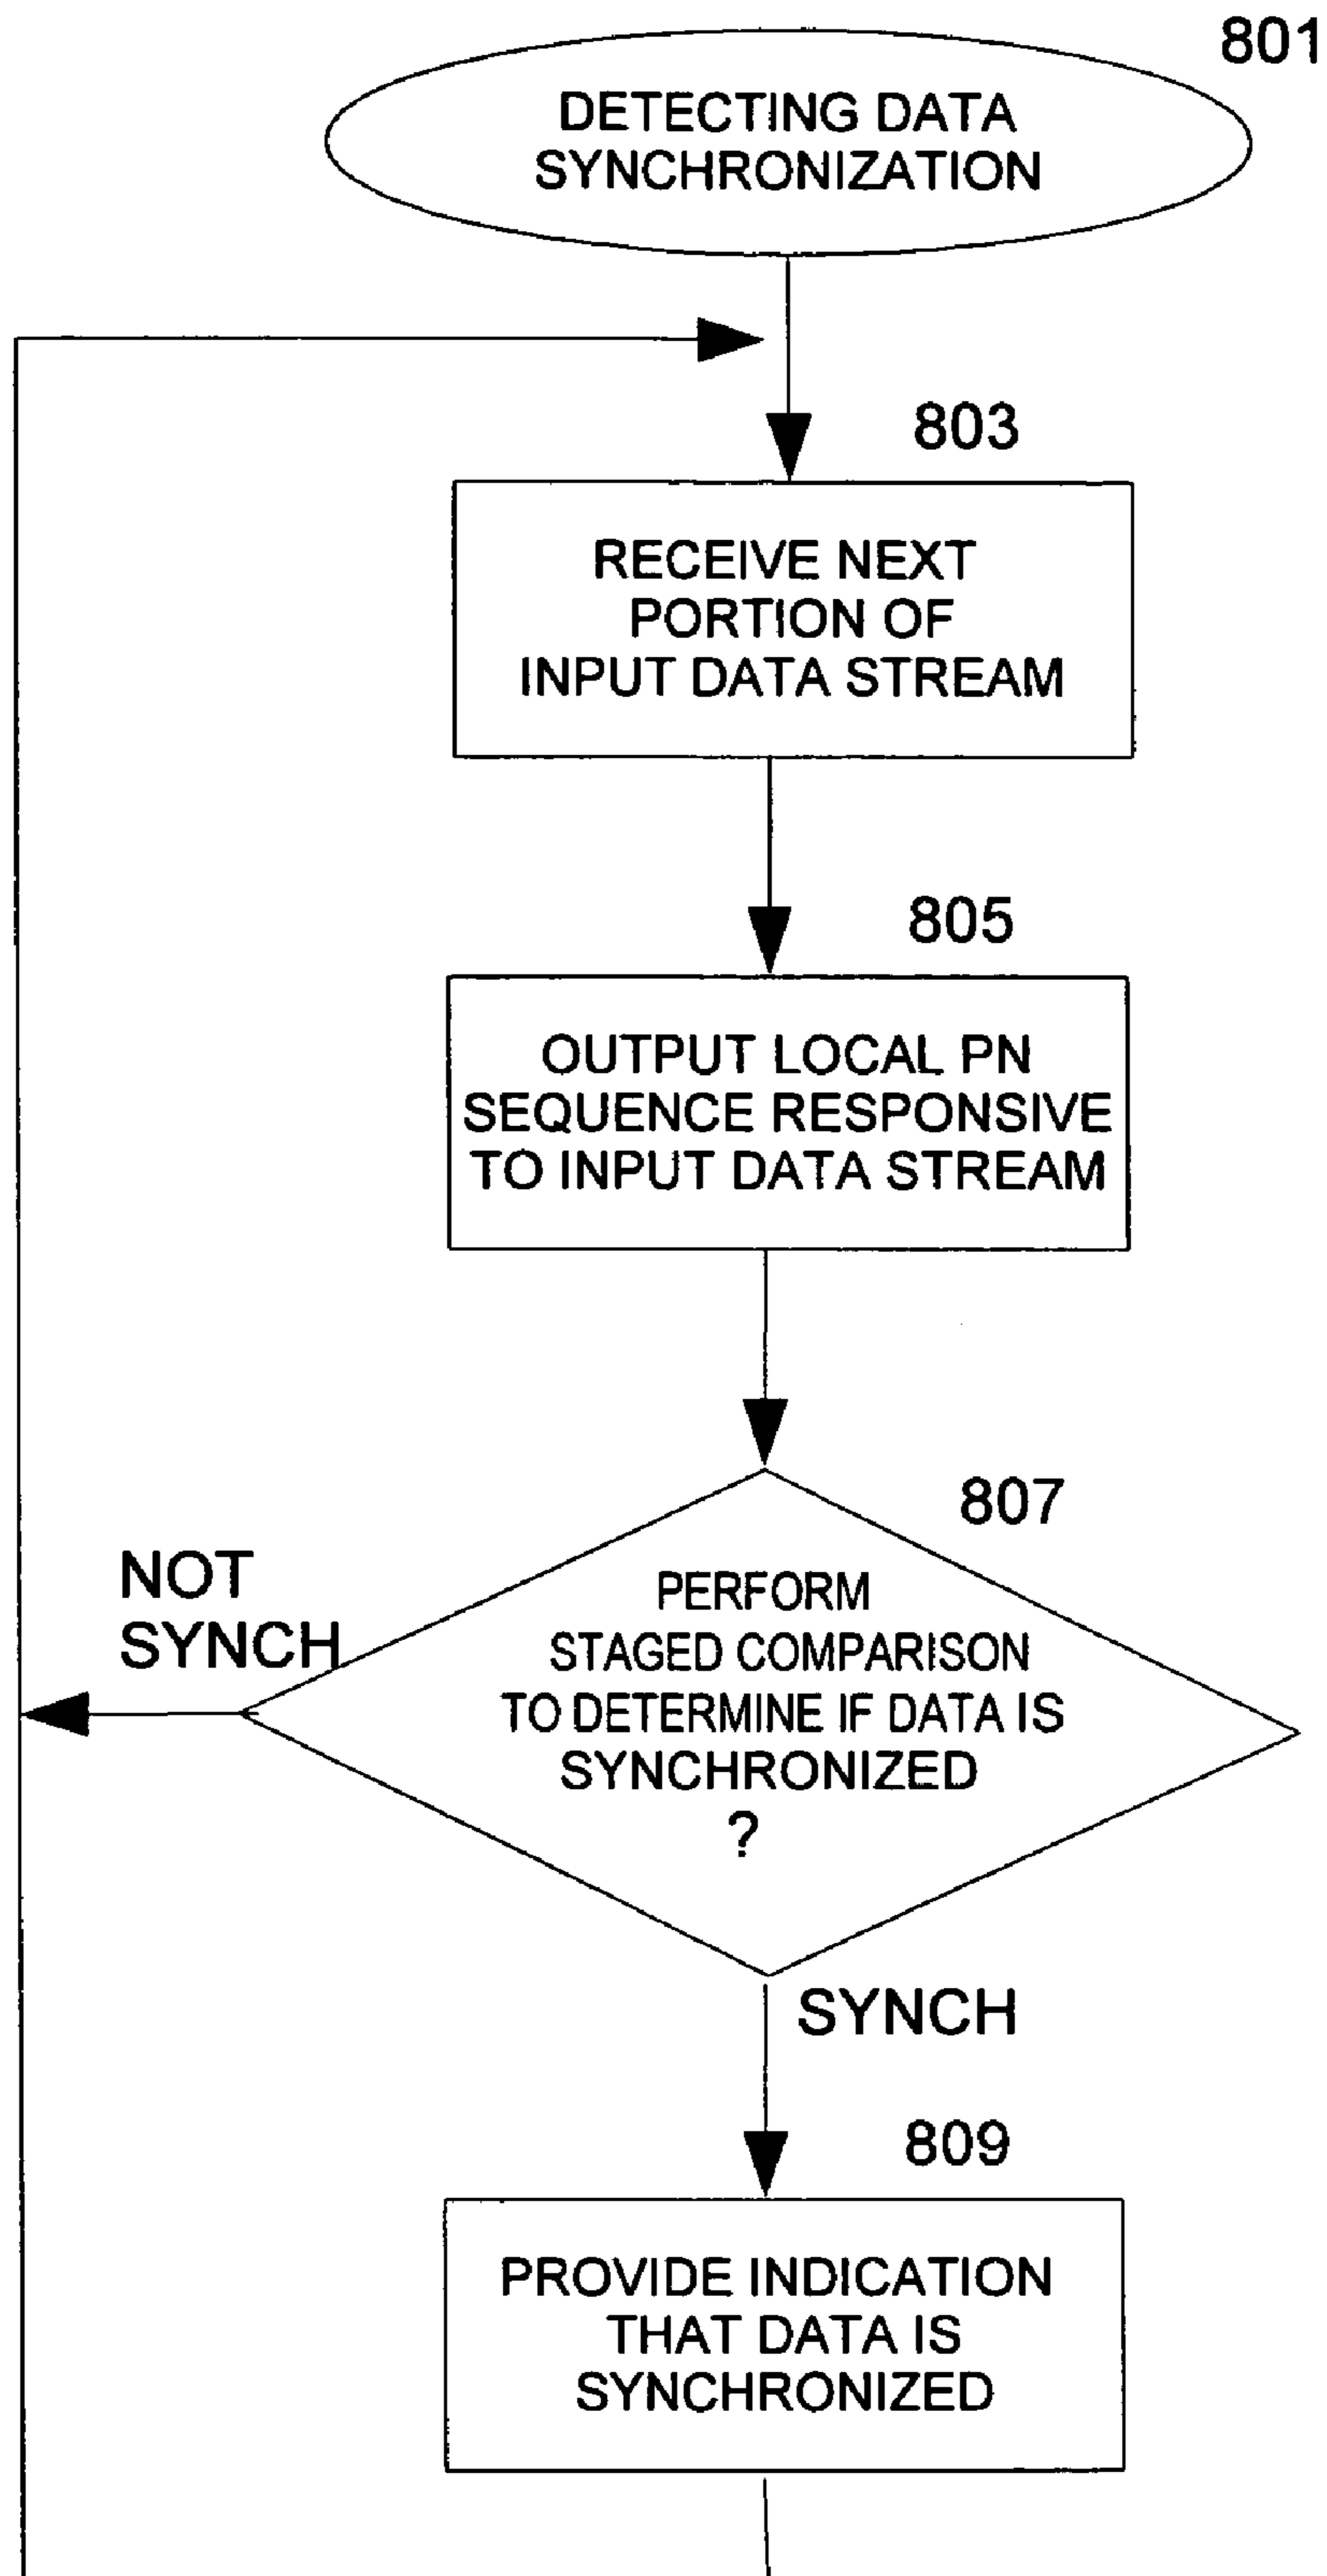 801
DETECTING DATA
SYNCHRONIZATION
803
RECEIVE NEXT
PORTION OF
INPUT DATA STREAM
805
OUTPUT LOCAL PN
SEQUENCE RESPONSIVE
TO INPUT DATA STREAM
807
NOT
SYNCH
PERFORM
STAGED COMPARISON
TO DETERMINE IF DATA IS
SYNCHRONIZED
?
SYNCH
809
PROVIDE INDICATION
THAT DATA IS
SYNCHRONIZED